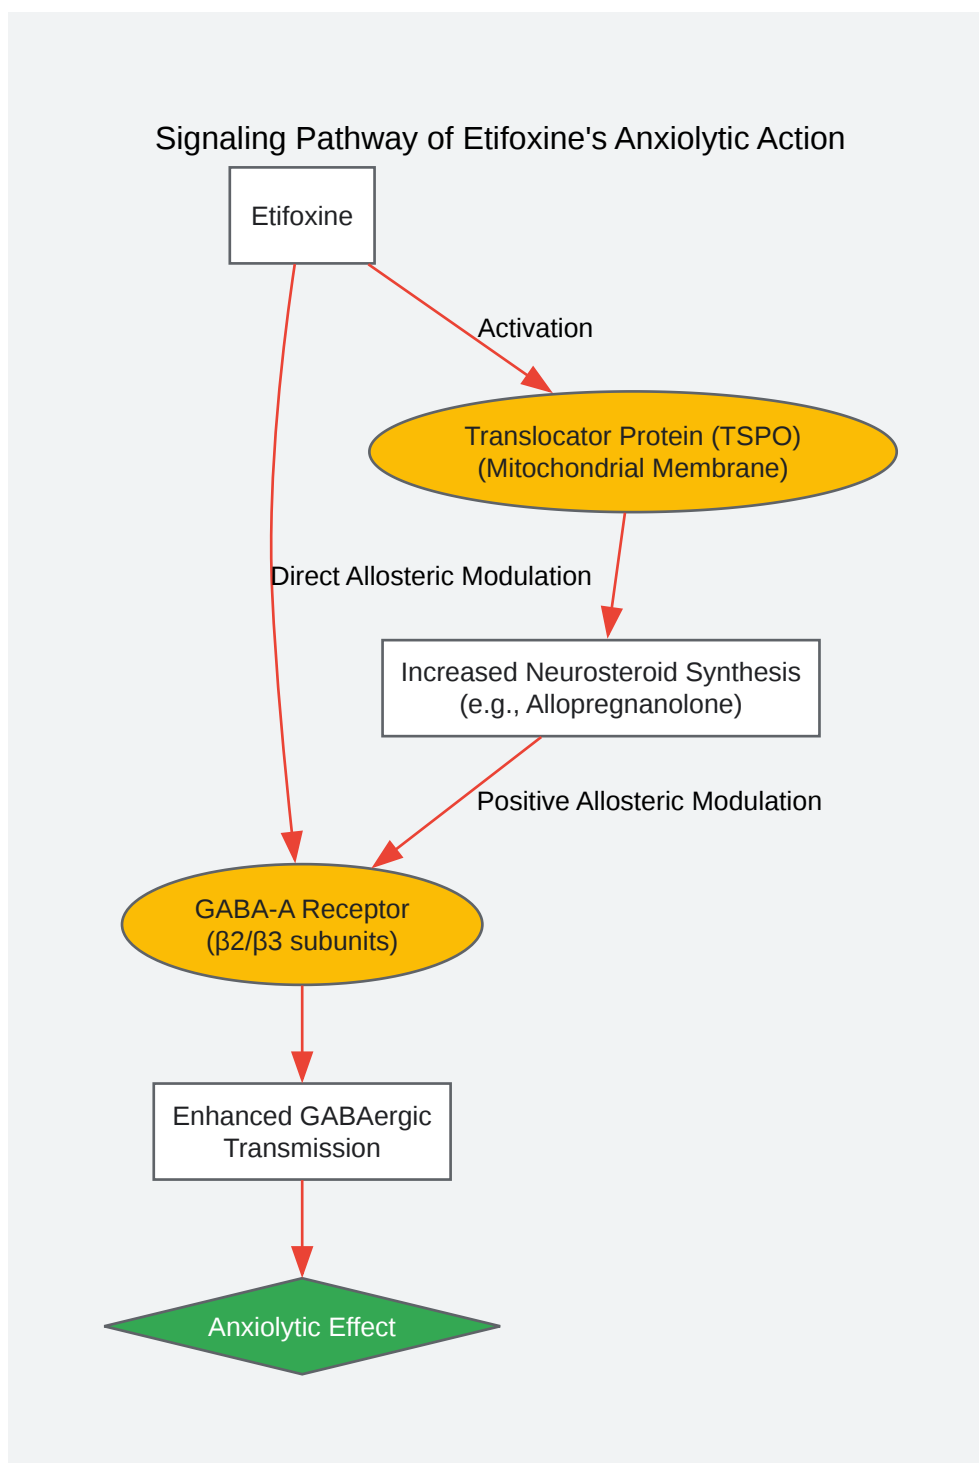 Signaling Pathway of Etifoxine's Anxiolytic Action
Etifoxine
Activation
Translocator Protein (TSPO)
(Mitochondrial Membrane)
Direct Allosteric Modulation
Increased Neurosteroid Synthesis
(e.g., Allopregnanolone)
Positive Allosteric Modulation
GABA-A Receptor
(β2/β3 subunits)
Enhanced GABAergic
Transmission
Anxiolytic Effect